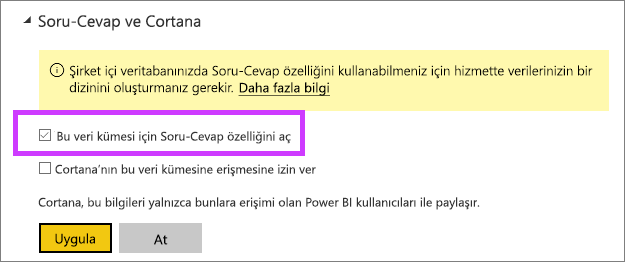 Soru-Cevap ve Cortana
Şirket içi veritabanınızda Soru-Cevap özelliğini kullanabilmeniz için hizmette verilerinizin bir
dizinini oluşturmanız gerekir. Daha fazla bilgi
Bu veri kümesi için Soru-Cevap özelliğini aç
Cortana'nın bu veri kümesine erişmesine izin ver
Cortana, bu bilgileri yalnızca bunlara erişimi olan Power BI kullanıcıları ile paylaşır.
Uygula
At